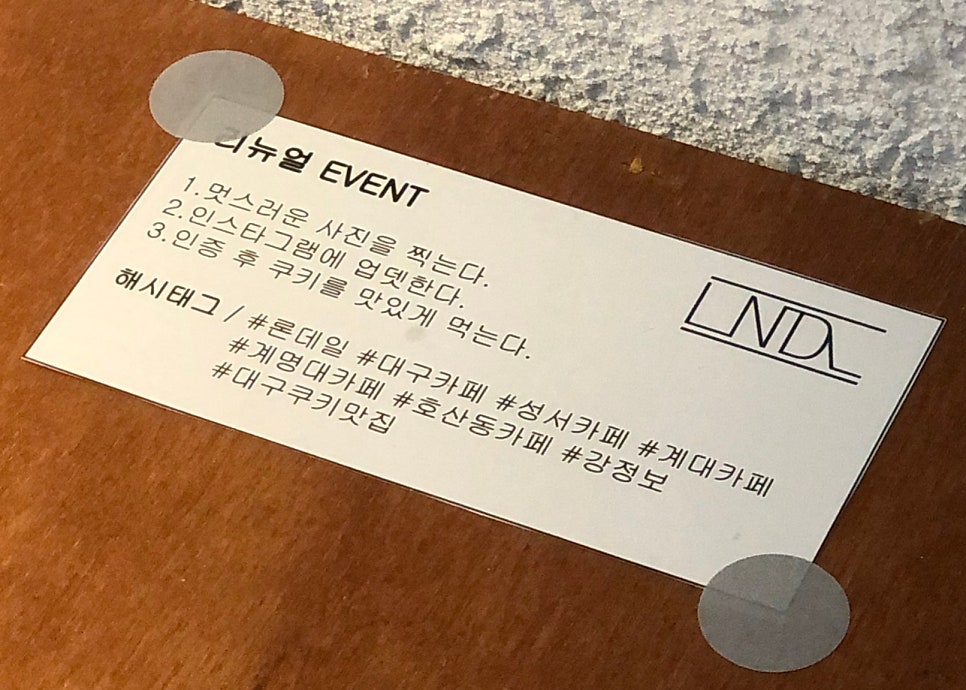 리뉴얼 EVENT
1. 멋스러운 사진을 찍는다.
2. 인스타그램에 업뎃한다.
3. 인증 후 쿠키를 맛있게 먹는다.
LNDL
해시태그 / #론데일 #대구카페 #성서카페 #계대카페
#계명대카페 #호산동카페 #강정보
#대구쿠키맛집